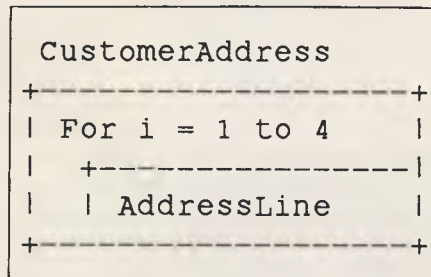 CustomerAddress
+------------------+
| For i = 1 to 4   |
|  +---------------|
|  | AddressLine   |
+------------------+